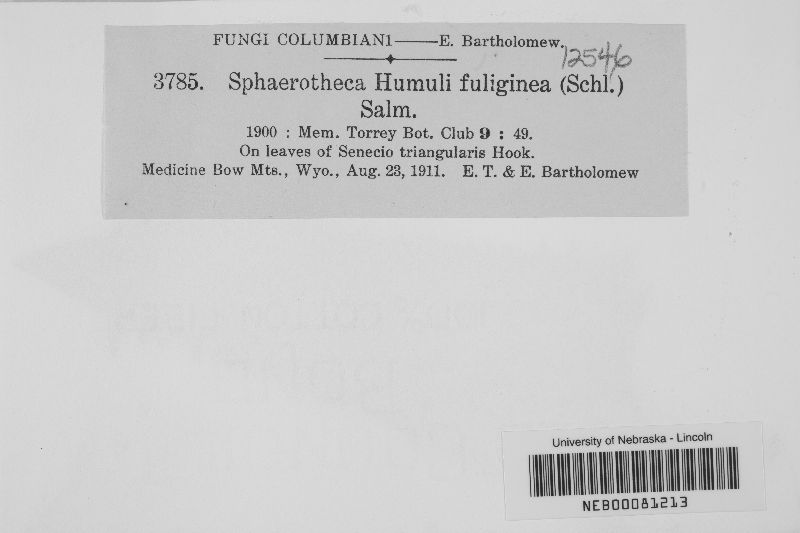 FUNGI COLUMBIANI——E. Bartholomew.
12546
3785. Sphaerotheca Humuli fuliginea (Schl.)
Salm.
1900 : Mem. Torrey Bot. Club 9 : 49.
On leaves of Senecio triangularis Hook.
Medicine Bow Mts., Wyo., Aug. 23, 1911. E. T. & E. Bartholomew
University of Nebraska - Lincoln
NEB00081213